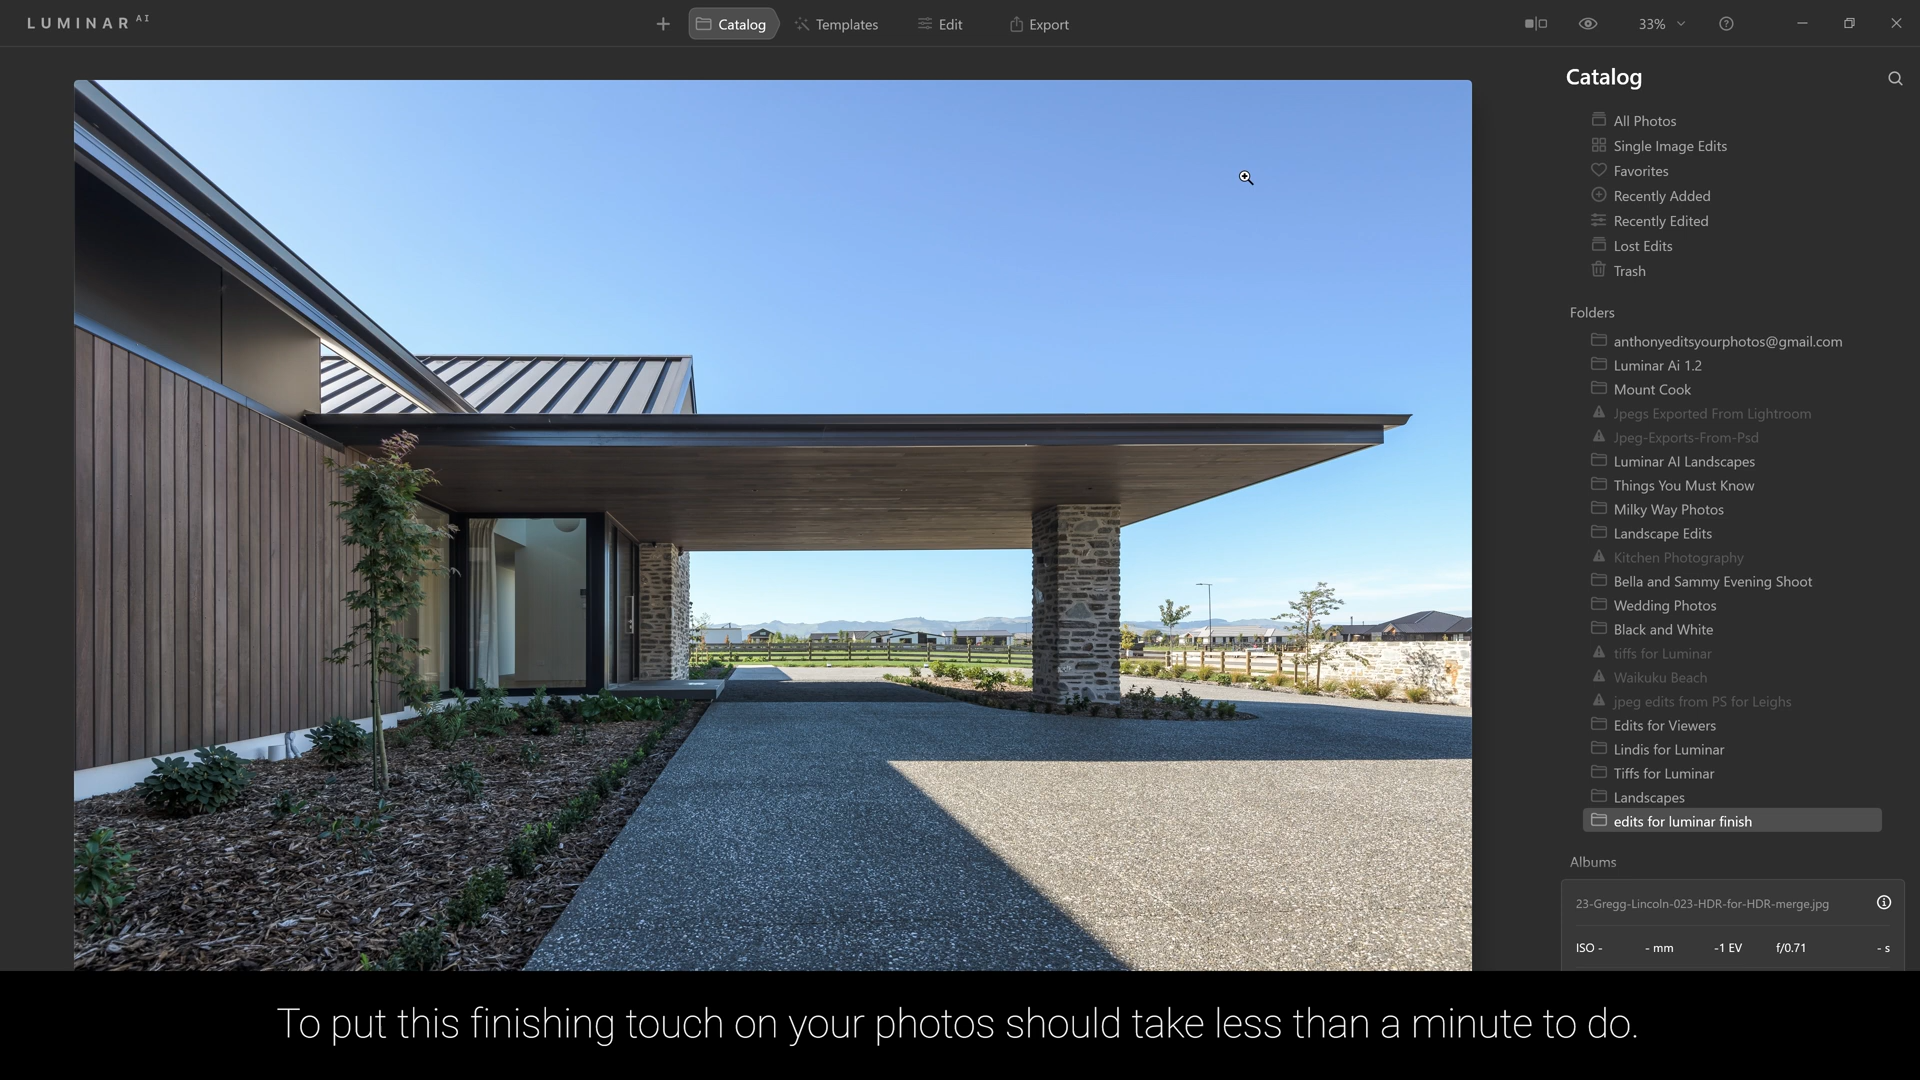 LUMINAR AI
Catalog
Templates
Edit
Export
33%
Catalog
All Photos
Single Image Edits
Favorites
Recently Added
Recently Edited
Lost Edits
Trash
Folders
anthonyeditsyourphotos@gmail.com
Luminar Ai 1.2
Mount Cook
Jpegs Exported From Lightroom
Jpeg-Exports-From-Psd
Luminar AI Landscapes
Things You Must Know
Milky Way Photos
Landscape Edits
Kitchen Photography
Bella and Sammy Evening Shoot
Wedding Photos
Black and White
tiffs for Luminar
Waikuku Beach
jpeg edits from PS for Leighs
Edits for Viewers
Lindis for Luminar
Tiffs for Luminar
Landscapes
edits for luminar finish
Albums
23-Gregg-Lincoln-023-HDR-for-HDR-merge.jpg
ISO - - mm -1 EV f/0.71 - s
To put this finishing touch on your photos should take less than a minute to do.